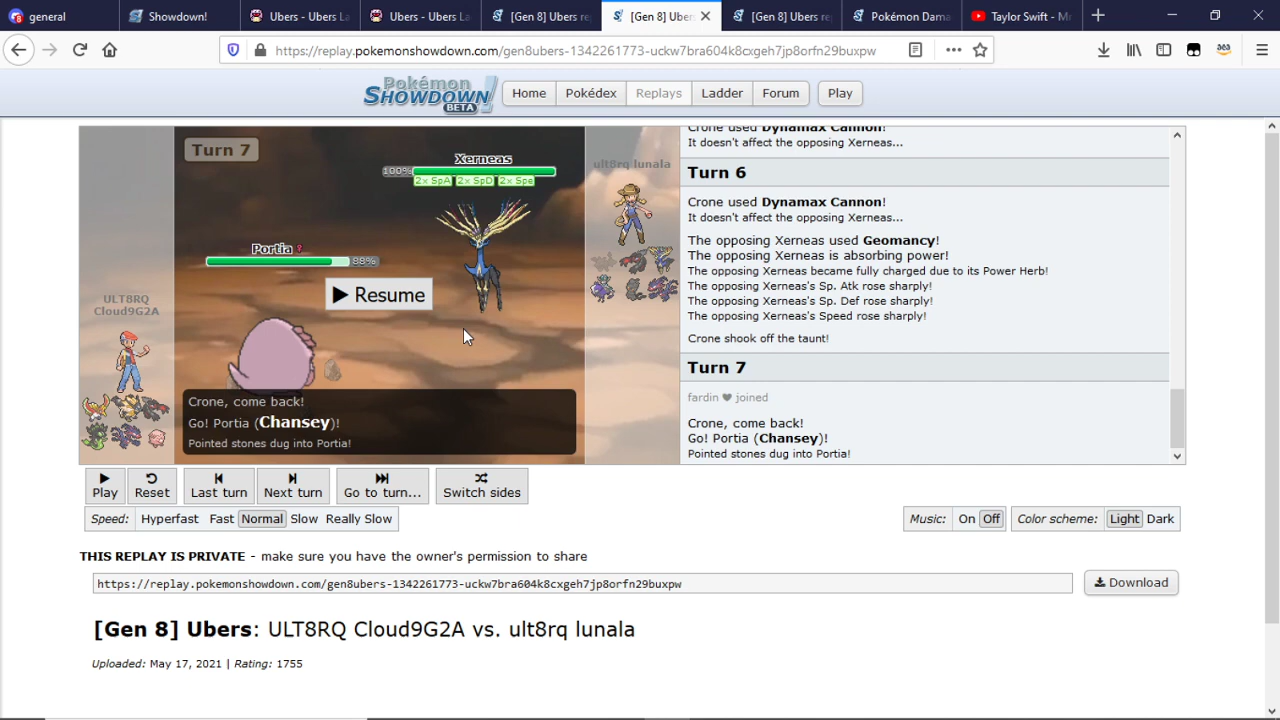 general
Showdown!
Ubers - Ubers La
Ubers - Ubers La
[Gen 8] Ubers re
[Gen 8] Ubers
[Gen 8] Ubers re
Pokémon Dama
Taylor Swift - M
https://replay.pokemonshowdown.com/gen8ubers-1342261773-uckw7bra604k8cxgeh7jp8orfn29buxpw
Pokémon
Showdown!
BETA
Home
Pokédex
Replays
Ladder
Forum
Play
Turn 7
Xerneas
100%
2× SpA
2× SpD
2× Spe
Portia ♀
88%
Resume
ULT8RQ
Cloud9G2A
ult8rq lunala
Crone, come back!
Go! Portia (Chansey)!
Pointed stones dug into Portia!
Crone used Dynamax Cannon!
It doesn't affect the opposing Xerneas...
Turn 6
Crone used Dynamax Cannon!
It doesn't affect the opposing Xerneas...
The opposing Xerneas used Geomancy!
The opposing Xerneas is absorbing power!
The opposing Xerneas became fully charged due to its Power Herb!
The opposing Xerneas's Sp. Atk rose sharply!
The opposing Xerneas's Sp. Def rose sharply!
The opposing Xerneas's Speed rose sharply!
Crone shook off the taunt!
Turn 7
fardin ❤ joined
Crone, come back!
Go! Portia (Chansey)!
Pointed stones dug into Portia!
Play
Reset
Last turn
Next turn
Go to turn...
Switch sides
Speed: Hyperfast Fast Normal Slow Really Slow
Music: On Off
Color scheme: Light Dark
THIS REPLAY IS PRIVATE - make sure you have the owner's permission to share
https://replay.pokemonshowdown.com/gen8ubers-1342261773-uckw7bra604k8cxgeh7jp8orfn29buxpw
Download
[Gen 8] Ubers: ULT8RQ Cloud9G2A vs. ult8rq lunala
Uploaded: May 17, 2021 | Rating: 1755